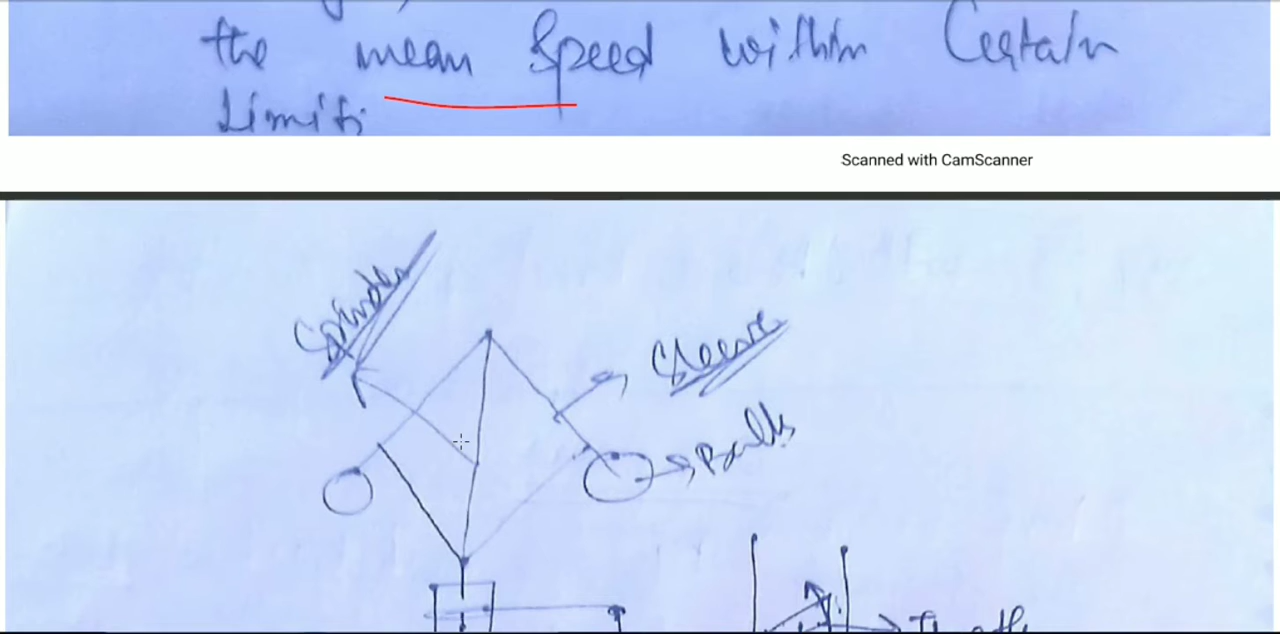 the mean Speed within Certain
Limits
Scanned with CamScanner
Spindle
Sleeve
Balls